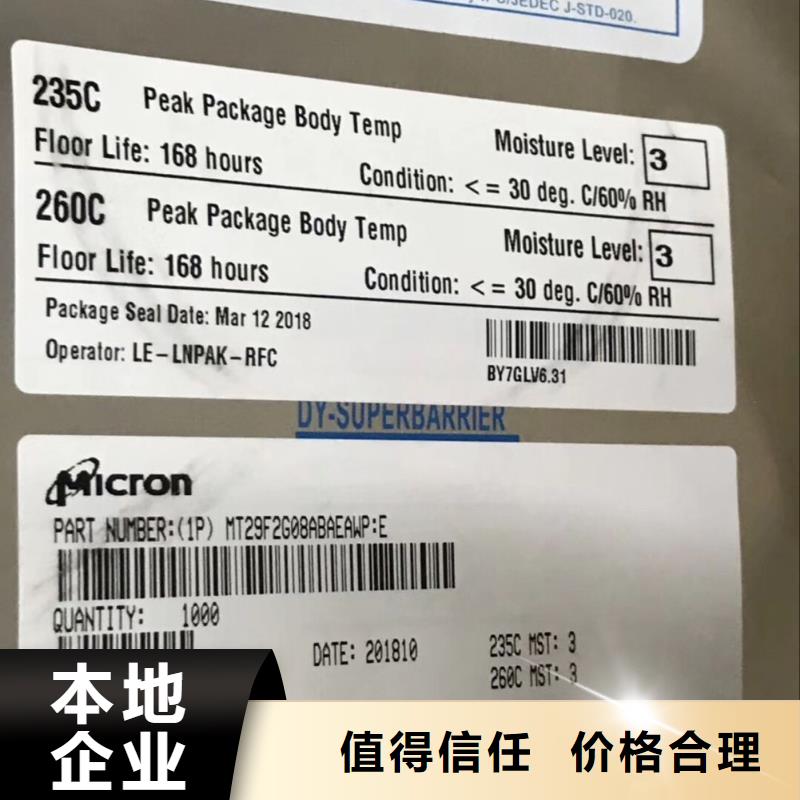 JEDEC J-STD-020.
235C Peak Package Body Temp Moisture Level: 3
Floor Life: 168 hours Condition: <= 30 deg. C/60% RH
260C Peak Package Body Temp Moisture Level: 3
Floor Life: 168 hours Condition: <= 30 deg. C/60% RH
Package Seal Date: Mar 12 2018
Operator: LE-LNPAK-RFC
BY7GLV6.31
DY-SUPERBARRIER
Micron
PART NUMBER:(1P) MT29F2G08ABAEAWP:E
QUANTITY: 1000
DATE: 201810 235C MST: 3
260C MST: 3
本地
企业
值得信任 价格合理